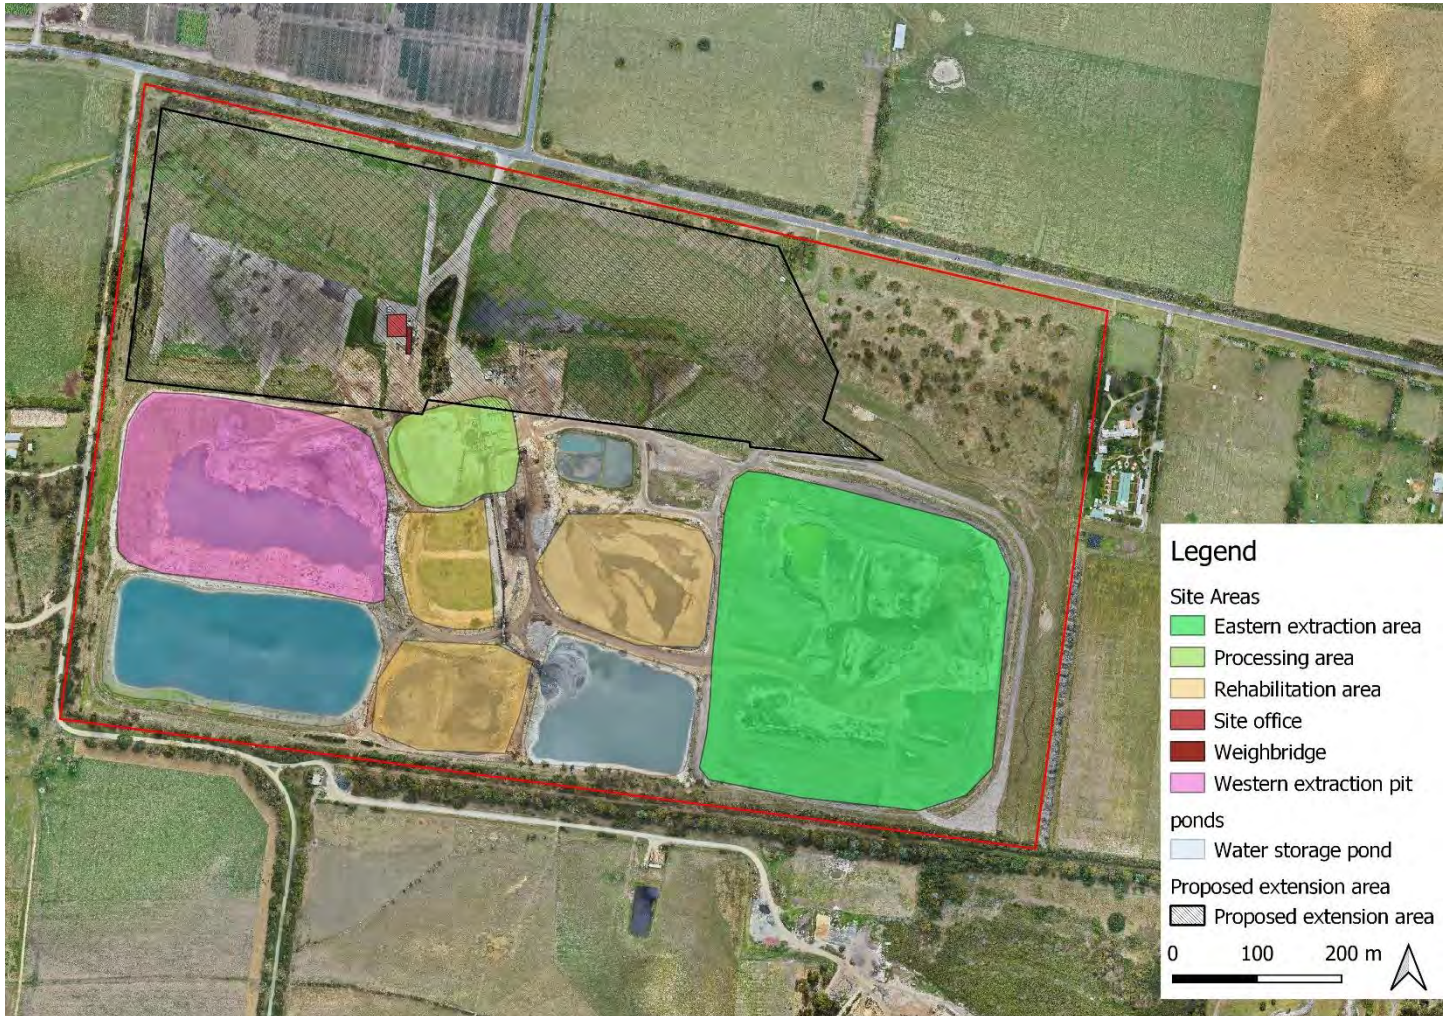 Legend
Site Areas
Eastern extraction area
Processing area
Rehabilitation area
Site office
Weighbridge
Western extraction pit
ponds
Water storage pond
Proposed extension area
Proposed extension area
0 100 200 m